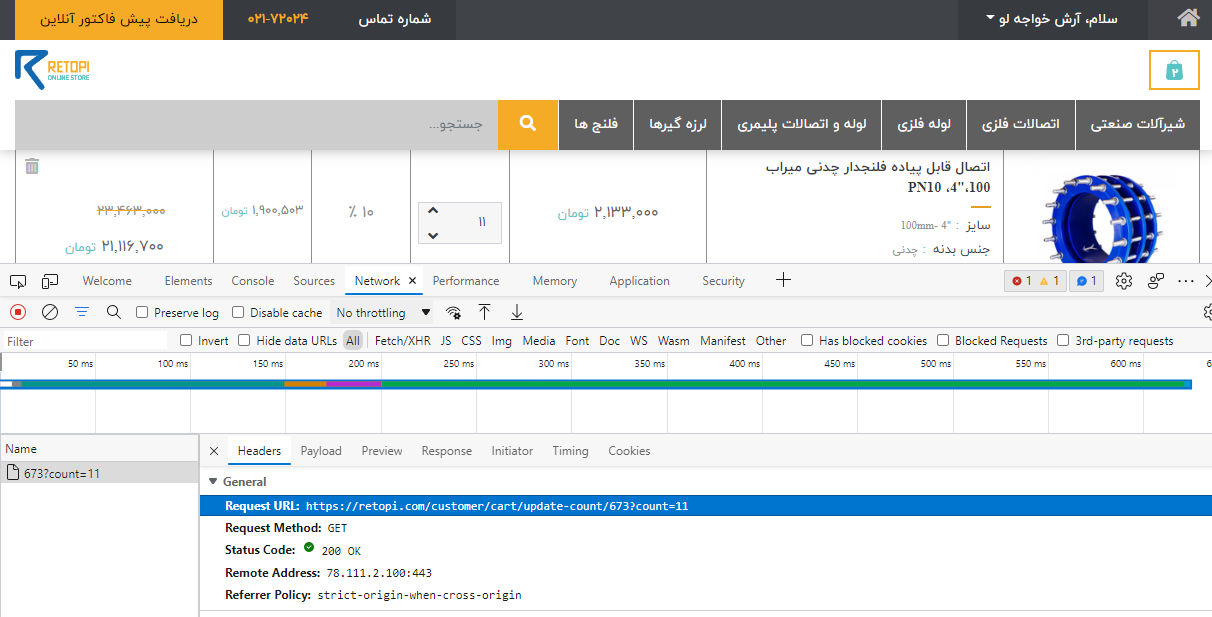 سلام، آرش خواجه لو
شماره تماس
۰۲۱-۷۲۰۲۴
دریافت پیش فاکتور آنلاین
۲
RETOPI
ONLINE STORE
شیرآلات صنعتی
اتصالات فلزی
لوله فلزی
لوله و اتصالات پلیمری
لرزه گیرها
فلنج ها
جستجو...
اتصال قابل پیاده فلنجدار چدنی میراب
PN10 ،4"،100
سایز : "4 -100mm
جنس بدنه : چدنی
۲,۱۳۳,۰۰۰ تومان
۱۱
۱۰ ٪
۱,۹۰۰,۵۰۳ تومان
۲۳,۴۶۳,۰۰۰
۲۱,۱۱۶,۷۰۰ تومان
Welcome Elements Console Sources Network Performance Memory Application Security 1 1 1
Preserve log Disable cache No throttling
Filter Invert Hide data URLs All Fetch/XHR JS CSS Img Media Font Doc WS Wasm Manifest Other Has blocked cookies Blocked Requests 3rd-party requests
50 ms 100 ms 150 ms 200 ms 250 ms 300 ms 350 ms 400 ms 450 ms 500 ms 550 ms 600 ms 6
Name
673?count=11
Headers Payload Preview Response Initiator Timing Cookies
General
Request URL: https://retopi.com/customer/cart/update-count/673?count=11
Request Method: GET
Status Code: 200 OK
Remote Address: 78.111.2.100:443
Referrer Policy: strict-origin-when-cross-origin